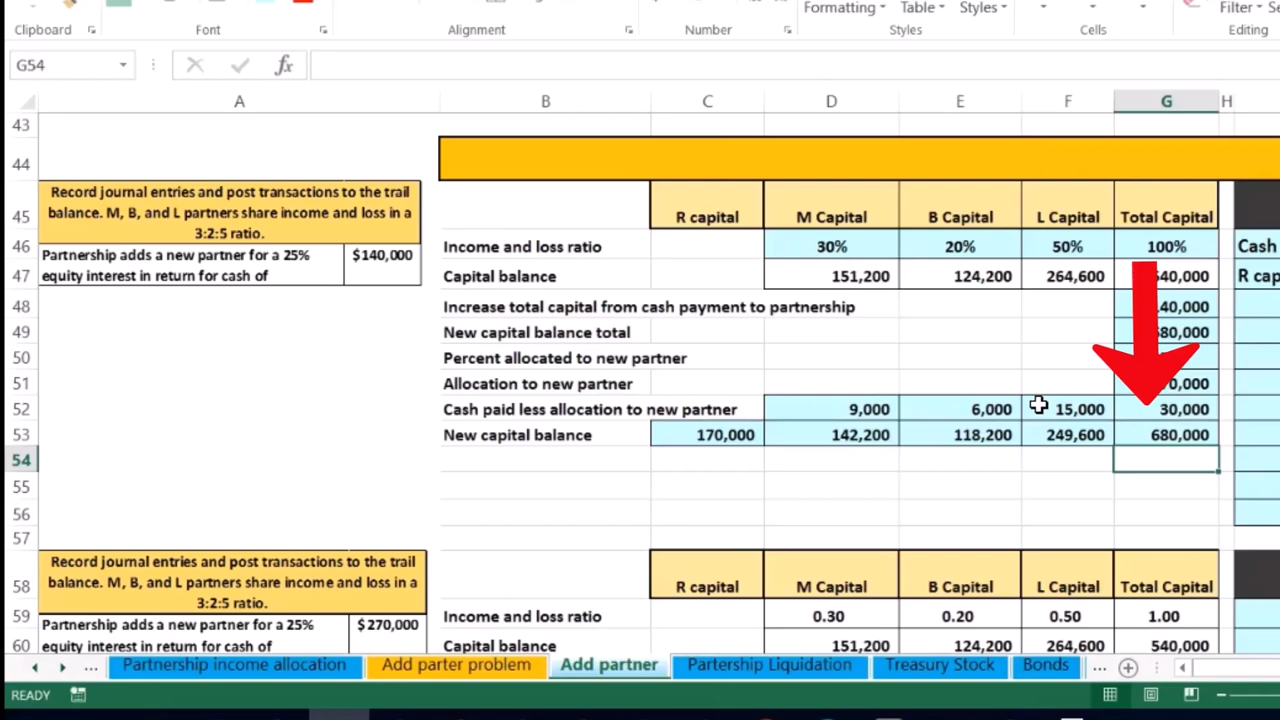 Formatting Table Styles Filter
Clipboard Font Alignment Number Styles Cells Editing
G54 fx
A B C D E F G H
43
44
Record journal entries and post transactions to the trail
balance. M, B, and L partners share income and loss in a
3:2:5 ratio.
45 R capital M Capital B Capital L Capital Total Capital
Partnership adds a new partner for a 25% $140,000
equity interest in return for cash of
46 Income and loss ratio 30% 20% 50% 100% Cash
47 Capital balance 151,200 124,200 264,600 540,000 R cap
48 Increase total capital from cash payment to partnership 40,000
49 New capital balance total 80,000
50 Percent allocated to new partner
51 Allocation to new partner 0,000
52 Cash paid less allocation to new partner 9,000 6,000 15,000 30,000
53 New capital balance 170,000 142,200 118,200 249,600 680,000
54
55
56
57
Record journal entries and post transactions to the trail
balance. M, B, and L partners share income and loss in a
3:2:5 ratio.
58 R capital M Capital B Capital L Capital Total Capital
59 Income and loss ratio 0.30 0.20 0.50 1.00
Partnership adds a new partner for a 25% $270,000
equity interest in return for cash of
60 Capital balance 151,200 124,200 264,600 540,000
... Partnership income allocation Add parter problem Add partner Partership Liquidation Treasury Stock Bonds ...
READY